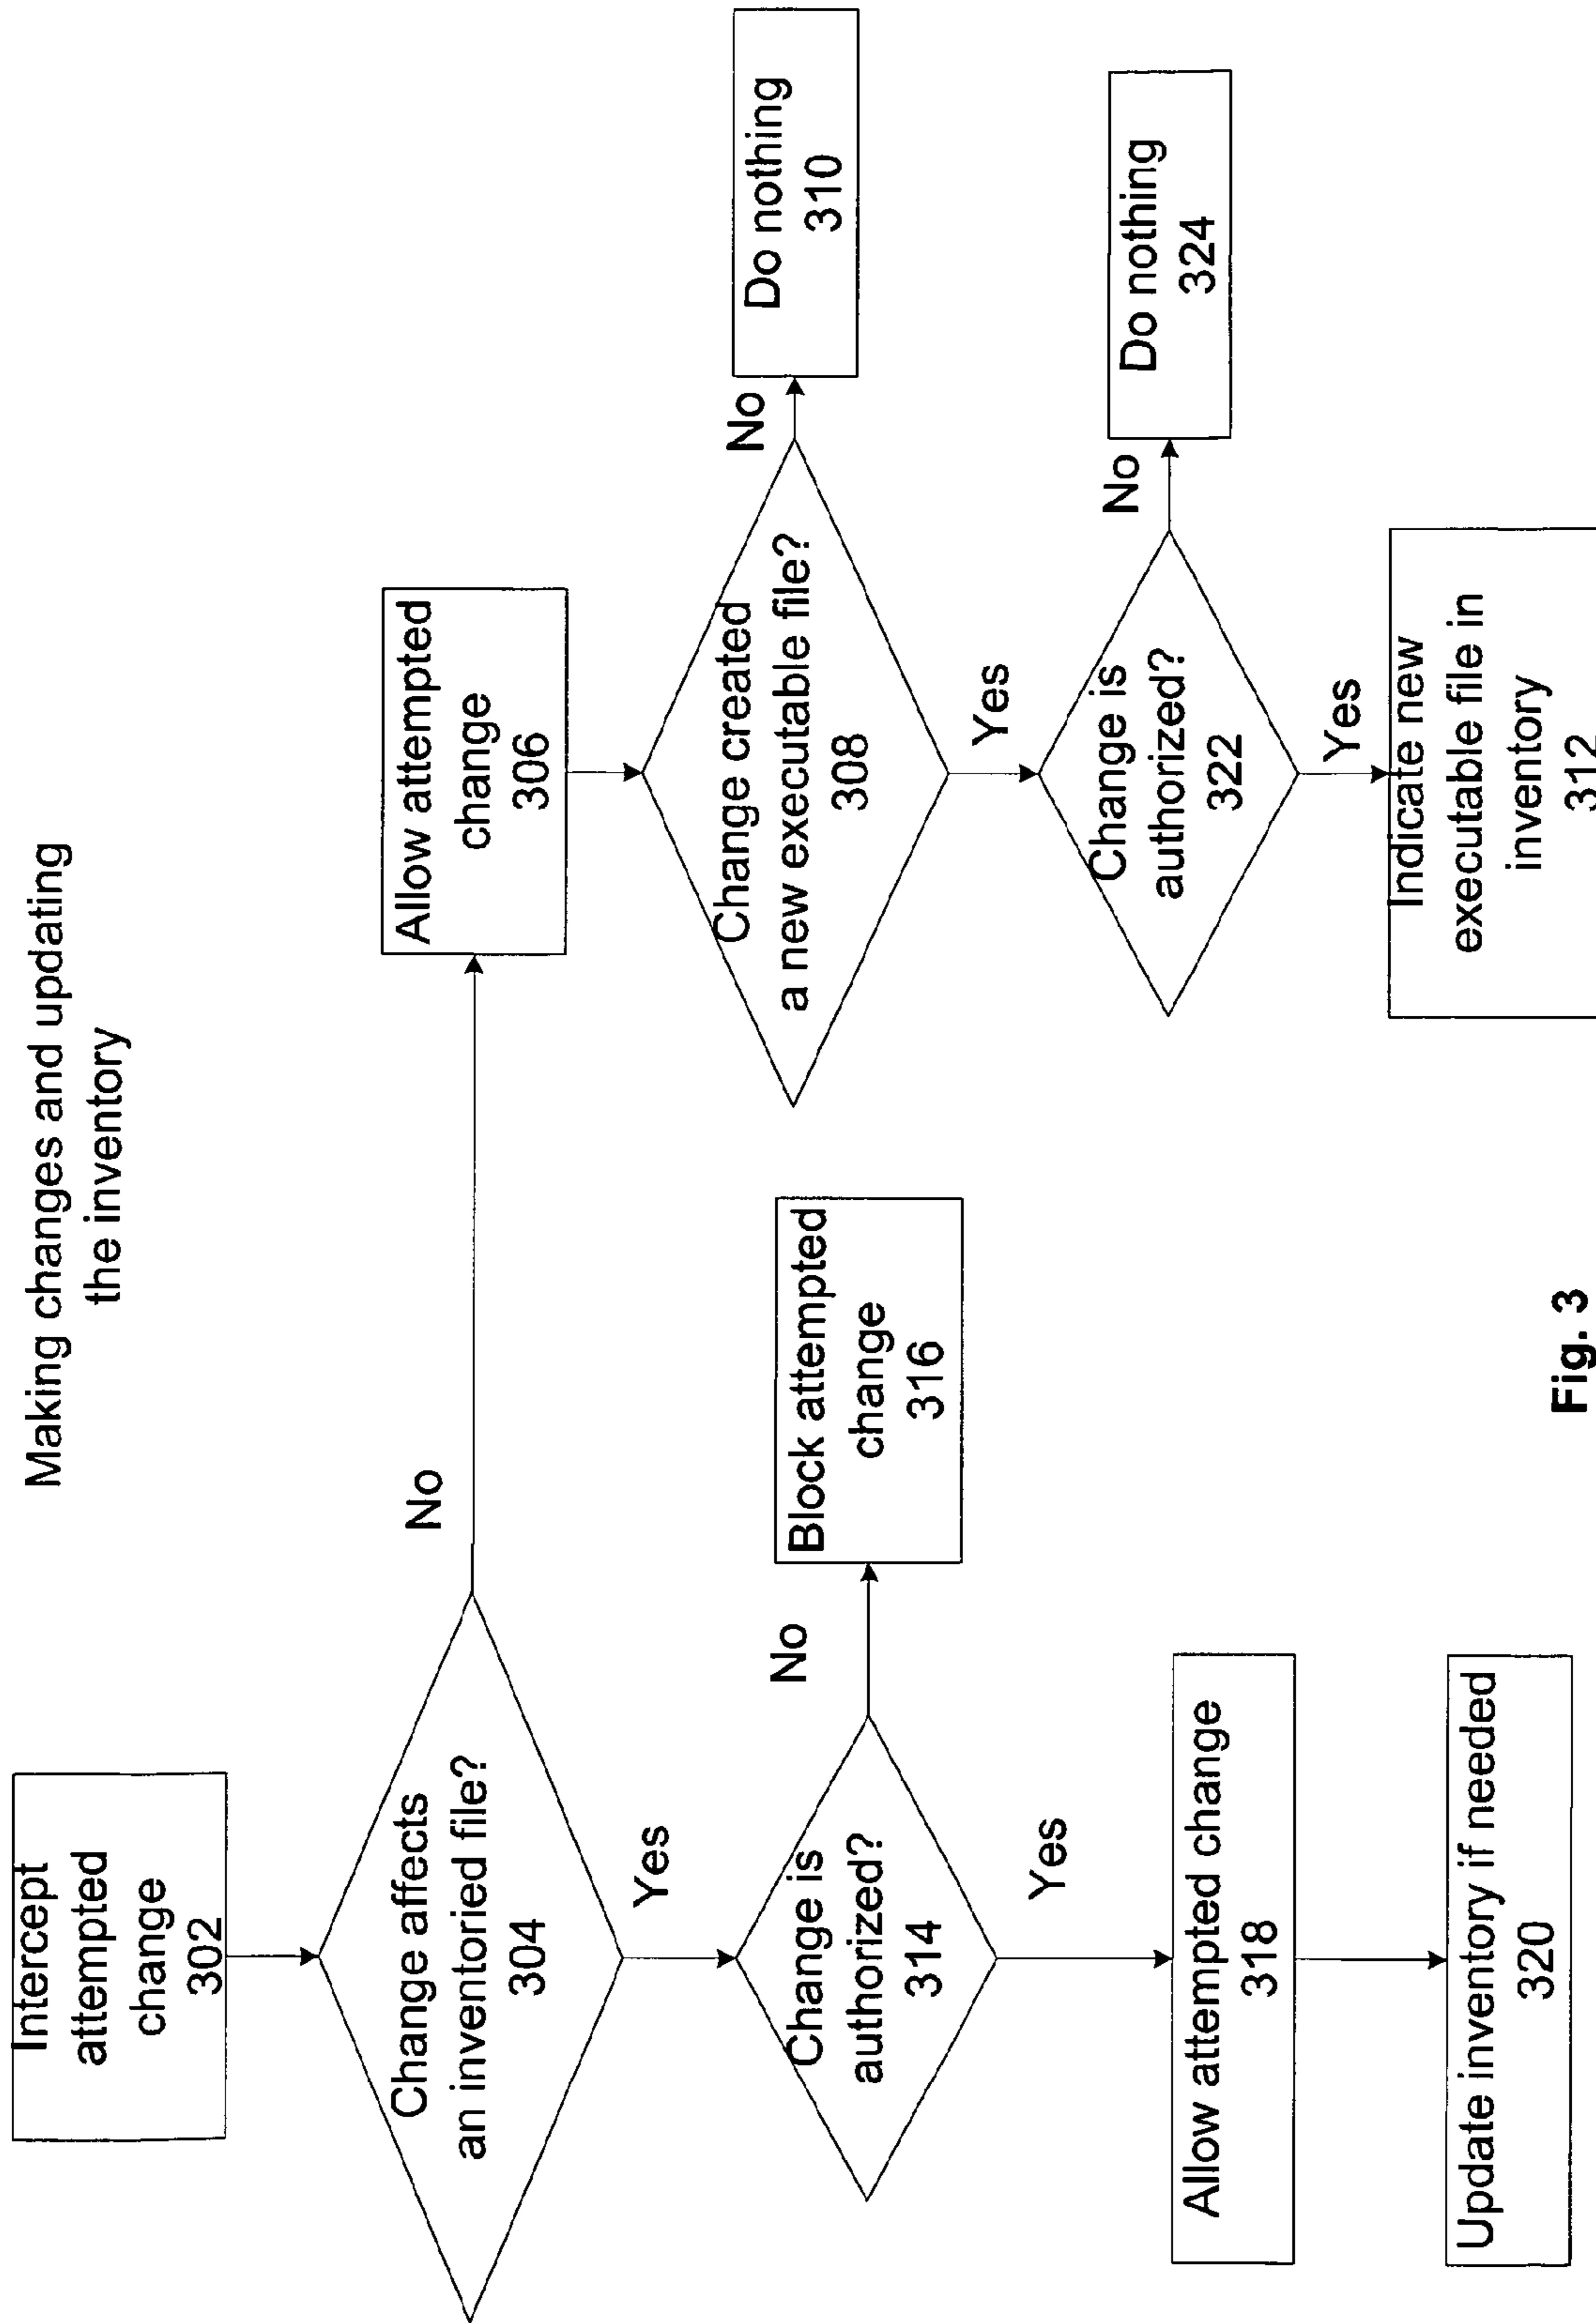 Making changes and updating
the inventory
Intercept
attempted
change
302
Change affects
an inventoried file?
304
No
Yes
Allow attempted
change
306
Change created
a new executable file?
308
No
Do nothing
310
Yes
Change is
authorized?
322
No
Do nothing
324
Yes
Indicate new
executable file in
inventory
312
Change is
authorized?
314
No
Block attempted
change
316
Yes
Allow attempted change
318
Update inventory if needed
320
Fig. 3